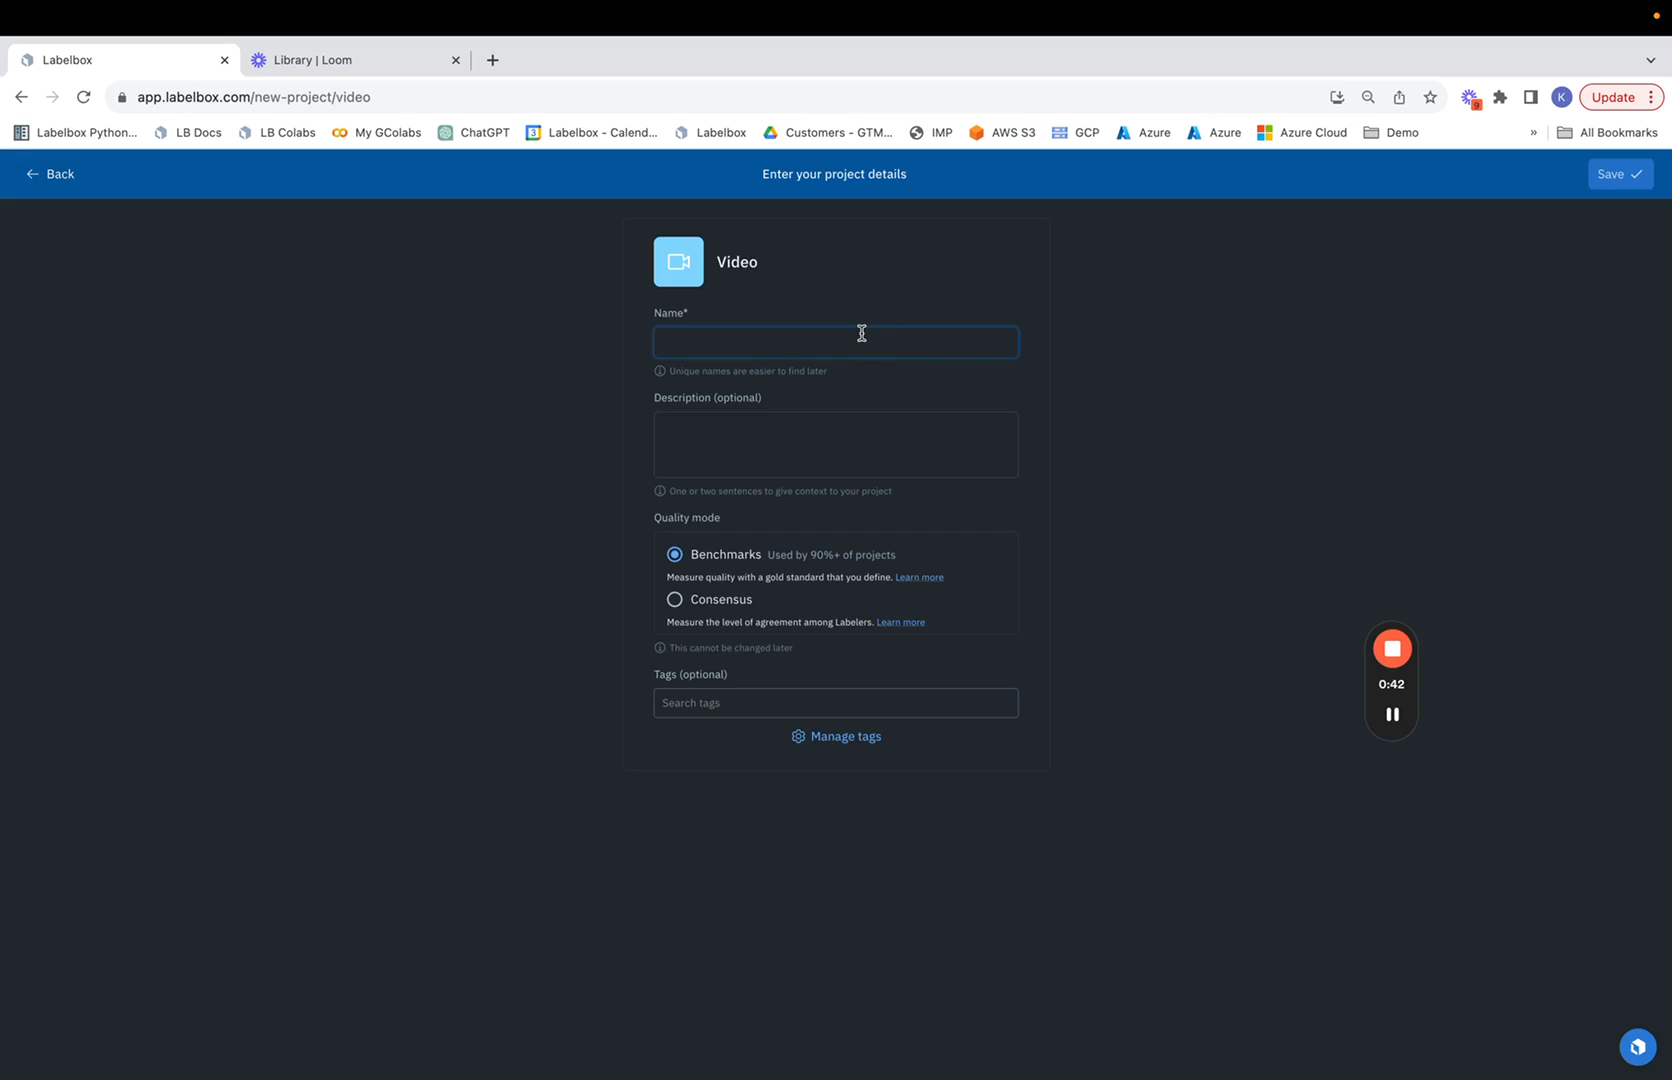 Labelbox
Library | Loom
app.labelbox.com/new-project/video
9
K
Update
Labelbox Python...
LB Docs
LB Colabs
My GColabs
ChatGPT
3
Labelbox - Calend...
Labelbox
Customers - GTM...
IMP
AWS S3
GCP
Azure
Azure
Azure Cloud
Demo
»
All Bookmarks
Back
Enter your project details
Save
Video
Name*
Unique names are easier to find later
Description (optional)
One or two sentences to give context to your project
Quality mode
Benchmarks Used by 90%+ of projects
Measure quality with a gold standard that you define. Learn more
Consensus
Measure the level of agreement among Labelers. Learn more
This cannot be changed later
Tags (optional)
Search tags
Manage tags
0:42